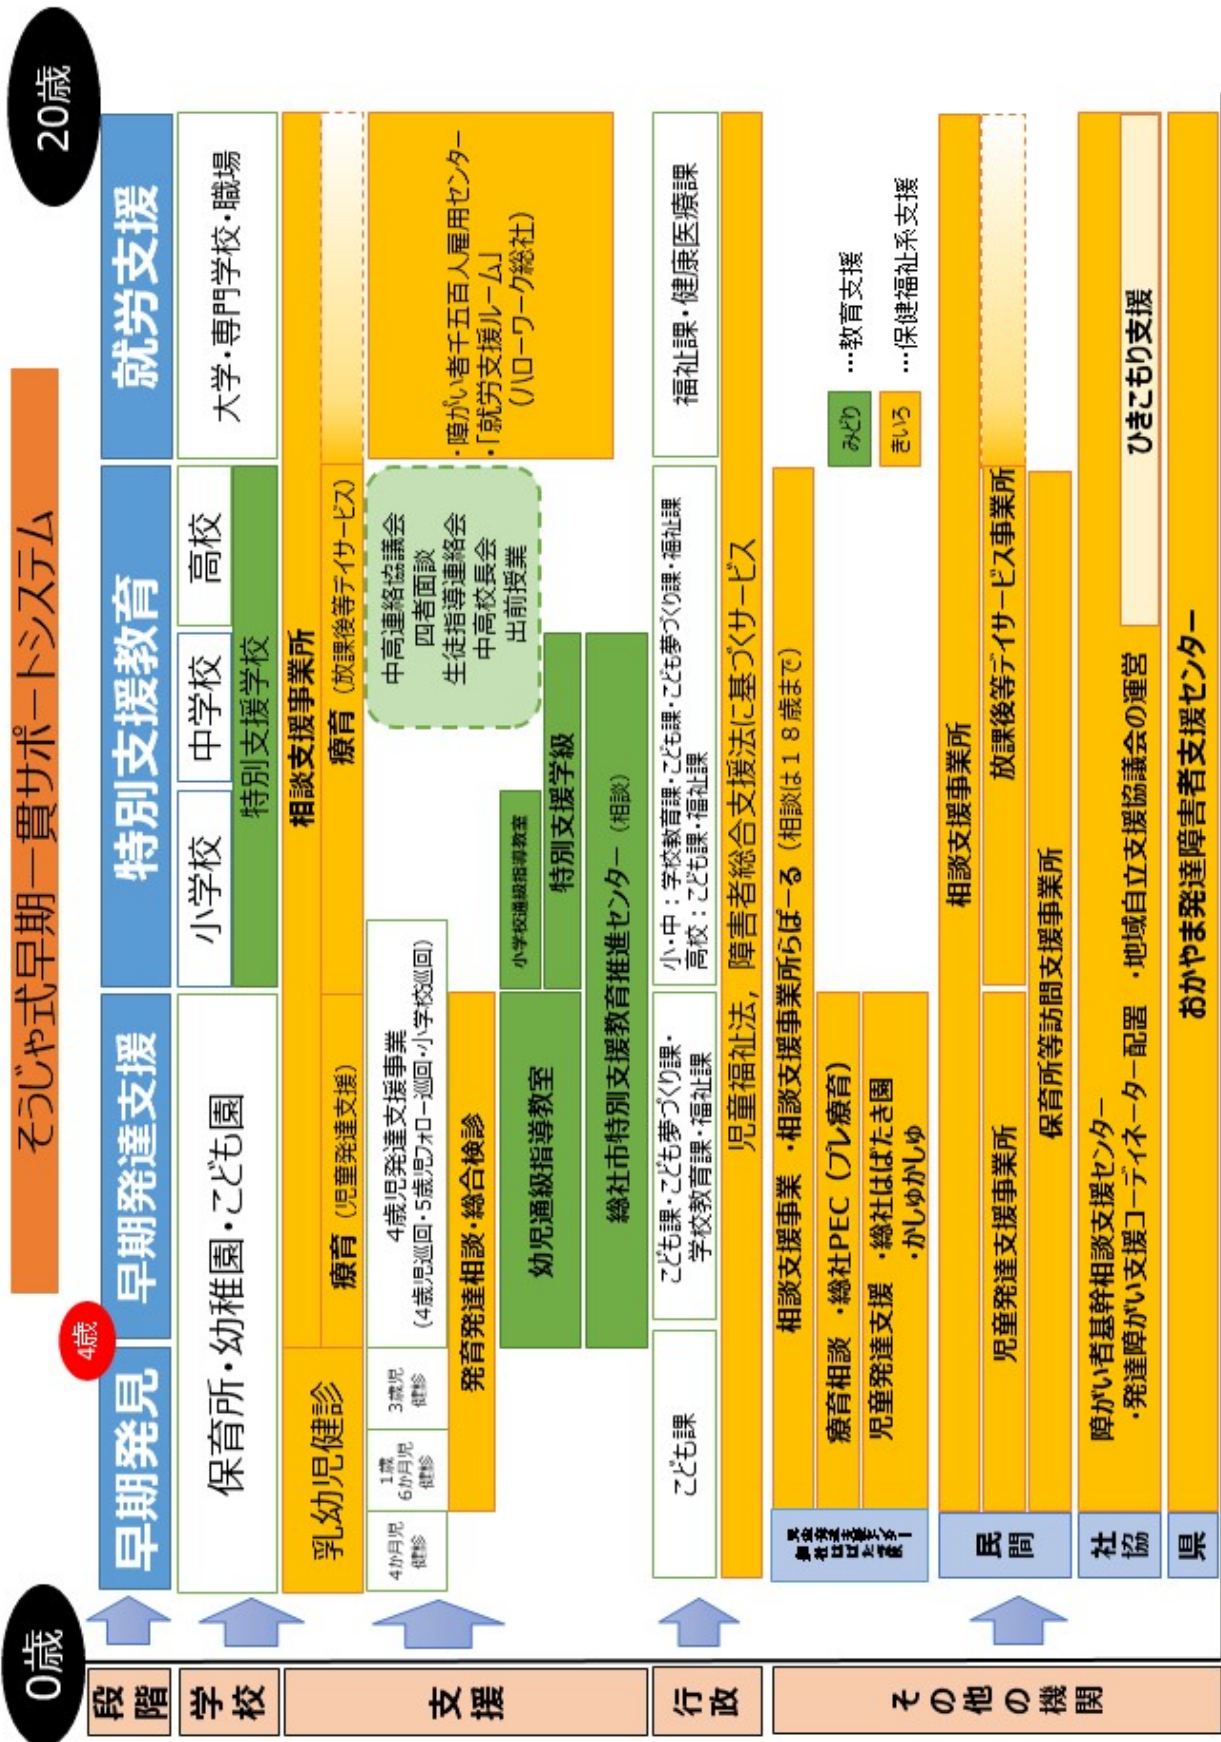 そうじゃ式早期一貫サポートシステム
0歳
4歳
20歳
段階
早期発見
早期発達支援
特別支援教育
就労支援
学校
保育所・幼稚園・こども園
小学校
中学校
高校
特別支援学校
大学・専門学校・職場
支援
乳幼児健診
相談支援事業所
療育（児童発達支援）
療育（放課後等デイサービス）
4か月児
健診
1歳
6か月児
健診
3歳児
健診
4歳児発達支援事業
（4歳児巡回・5歳児フォロー巡回・小学校巡回）
発育発達相談・総合検診
幼児通級指導教室
小学校通級指導教室
特別支援学級
総社市特別支援教育推進センター（相談）
中高連絡協議会
四者面談
生徒指導連絡会
中高校長会
出前授業
・障がい者千五百人雇用センター
・「就労支援ルーム」
（ハローワーク総社）
行政
こども課
こども課・こども夢づくり課・
学校教育課・福祉課
小・中：学校教育課・こども課・こども夢づくり課・福祉課
高校：こども課・福祉課
福祉課・健康医療課
児童福祉法，障害者総合支援法に基づくサービス
その他の機関
相談支援事業 ・相談支援事業所らぽーる（相談は１８歳まで）
療育相談 ・総社PEC（プレ療育）
児童発達支援 ・総社はばたき園
・かしゅかしゅ
みどり …教育支援
きいろ …保健福祉系支援
民間
相談支援事業所
児童発達支援事業所
放課後等デイサービス事業所
保育所等訪問支援事業所
社協
障がい者基幹相談支援センター
・発達障がい支援コーディネーター配置 ・地域自立支援協議会の運営
ひきこもり支援
県
おかやま発達障害者支援センター